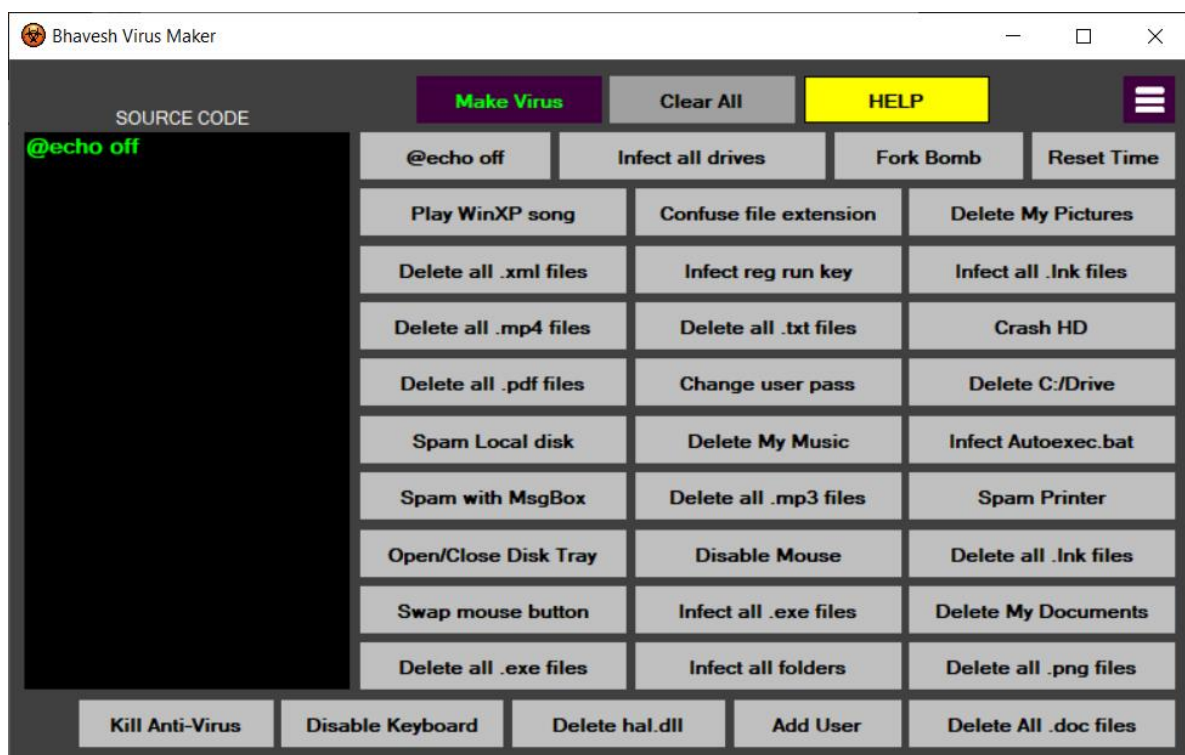 Bhavesh Virus Maker
Make Virus Clear All HELP
SOURCE CODE
@echo off
@echo off Infect all drives Fork Bomb Reset Time
Play WinXP song Confuse file extension Delete My Pictures
Delete all .xml files Infect reg run key Infect all .lnk files
Delete all .mp4 files Delete all .txt files Crash HD
Delete all .pdf files Change user pass Delete C:/Drive
Spam Local disk Delete My Music Infect Autoexec.bat
Spam with MsgBox Delete all .mp3 files Spam Printer
Open/Close Disk Tray Disable Mouse Delete all .lnk files
Swap mouse button Infect all .exe files Delete My Documents
Delete all .exe files Infect all folders Delete all .png files
Kill Anti-Virus Disable Keyboard Delete hal.dll Add User Delete All .doc files